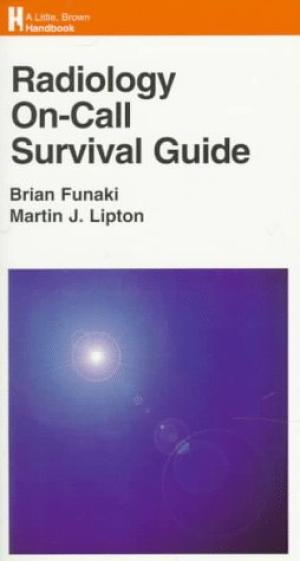 H A Little, Brown
Handbook
Radiology
On-Call
Survival Guide
Brian Funaki
Martin J. Lipton